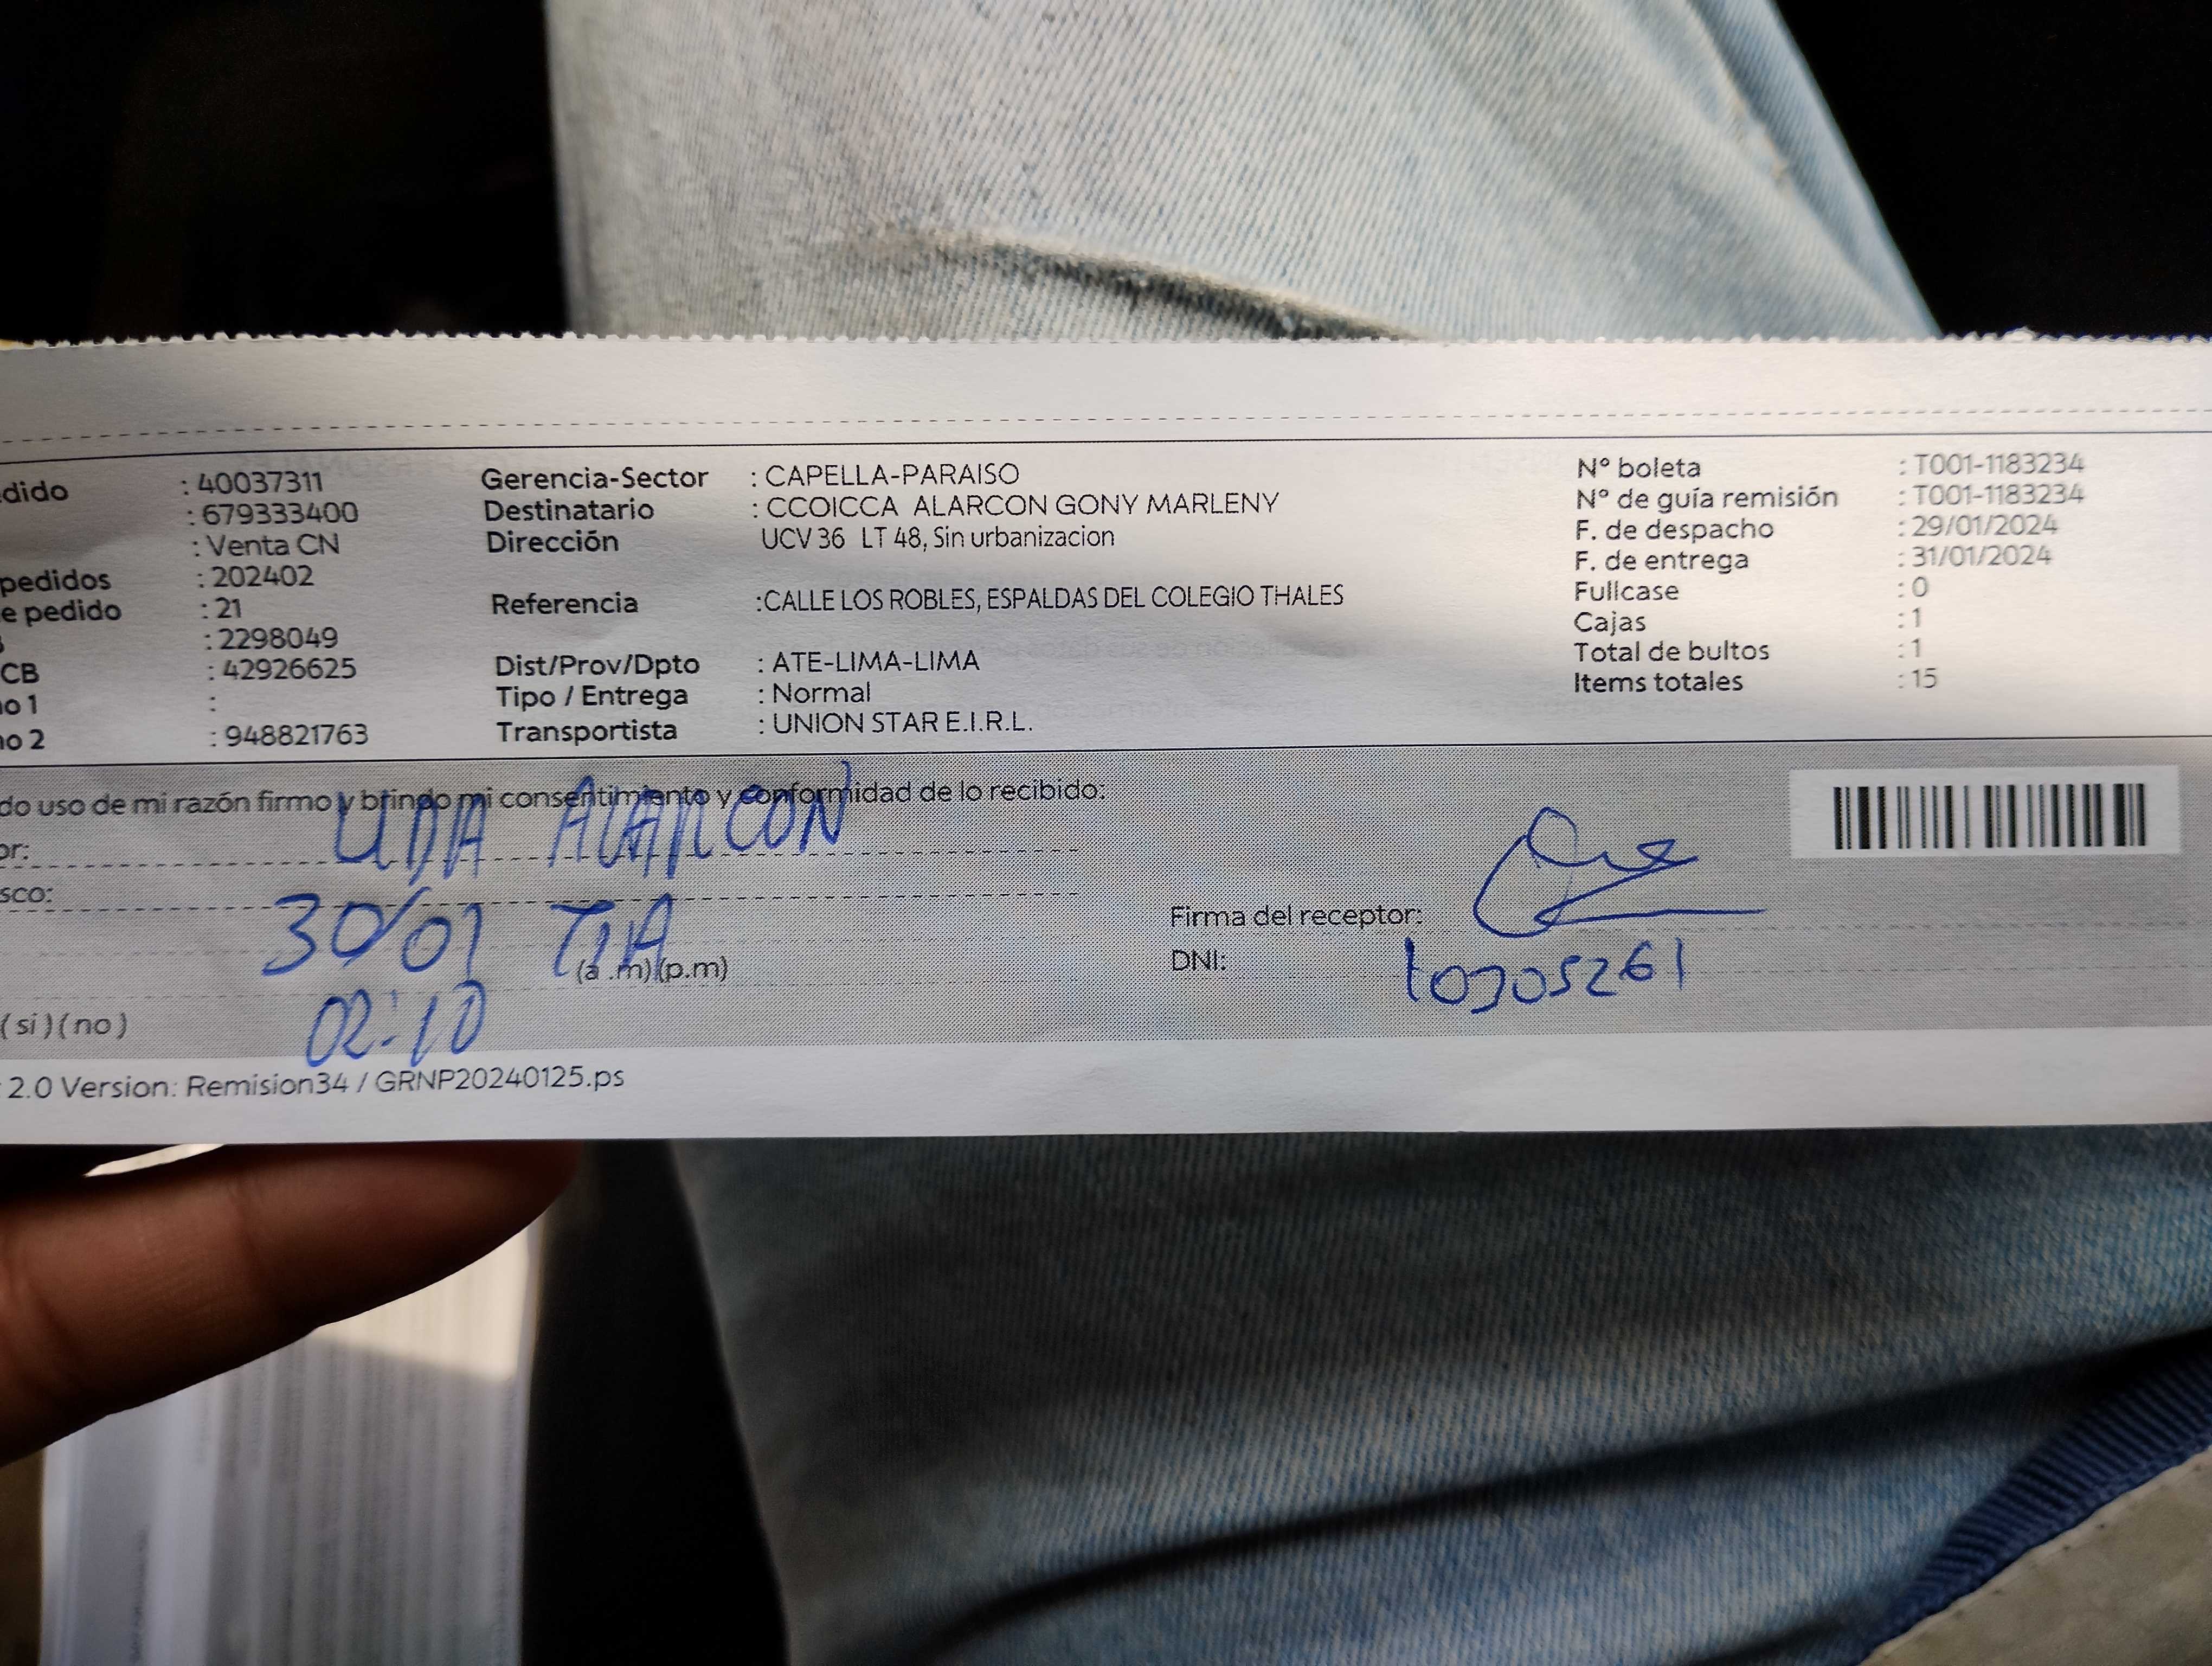 dido : 40037311 Gerencia-Sector : CAPELLA-PARAISO Nº boleta : T001-1183234
: 679333400 Destinatario : CCOICCA ALARCON GONY MARLENY Nº de guía remisión : T001-1183234
: Venta CN Dirección UCV 36 LT 48, Sin urbanizacion F. de despacho : 29/01/2024
pedidos : 202402 F. de entrega : 31/01/2024
e pedido : 21 Referencia :CALLE LOS ROBLES, ESPALDAS DEL COLEGIO THALES Fullcase : 0
: 2298049 Cajas : 1
CB : 42926625 Dist/Prov/Dpto : ATE-LIMA-LIMA Total de bultos : 1
no 1 : Tipo / Entrega : Normal Items totales : 15
no 2 : 948821763 Transportista : UNION STAR E.I.R.L.
do uso de mi razón firmo y brindo mi consentimiento y conformidad de lo recibido:
or: ALARCON
sco:
30/01 TIA Firma del receptor:
(a .m)(p.m) DNI: 10305261
(si)(no) 02:10
2.0 Version: Remision34 / GRNP20240125.ps